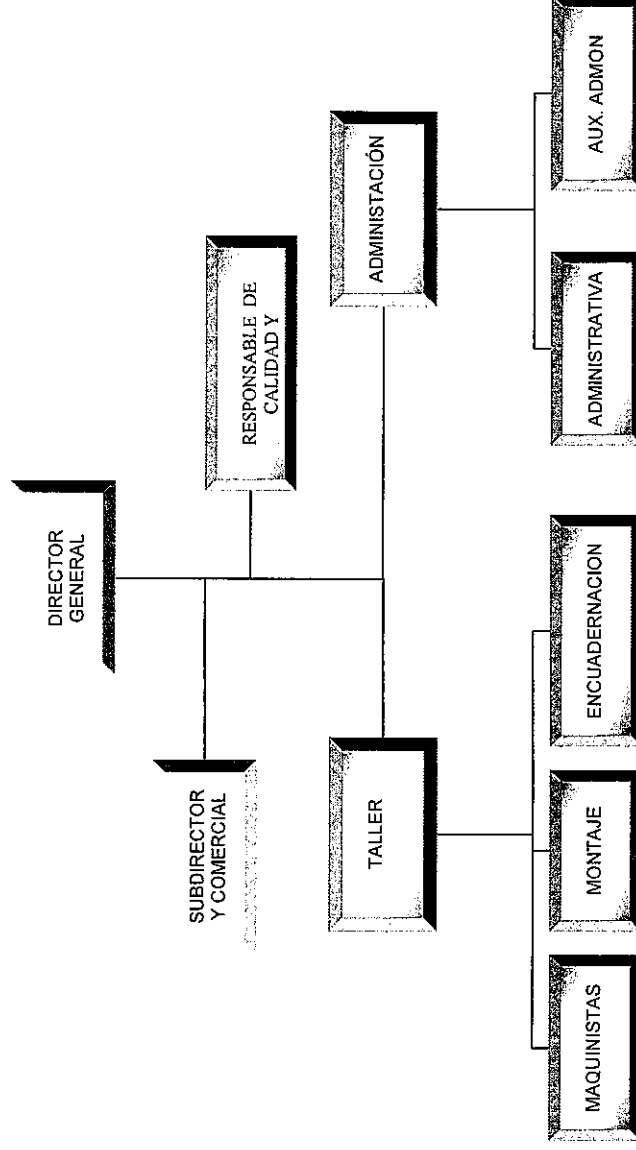 DIRECTOR
GENERAL
SUBDIRECTOR
Y COMERCIAL
RESPONSABLE DE
CALIDAD Y
TALLER
ADMINISTACIÓN
MAQUINISTAS
MONTAJE
ENCUADERNACION
ADMINISTRATIVA
AUX. ADMON